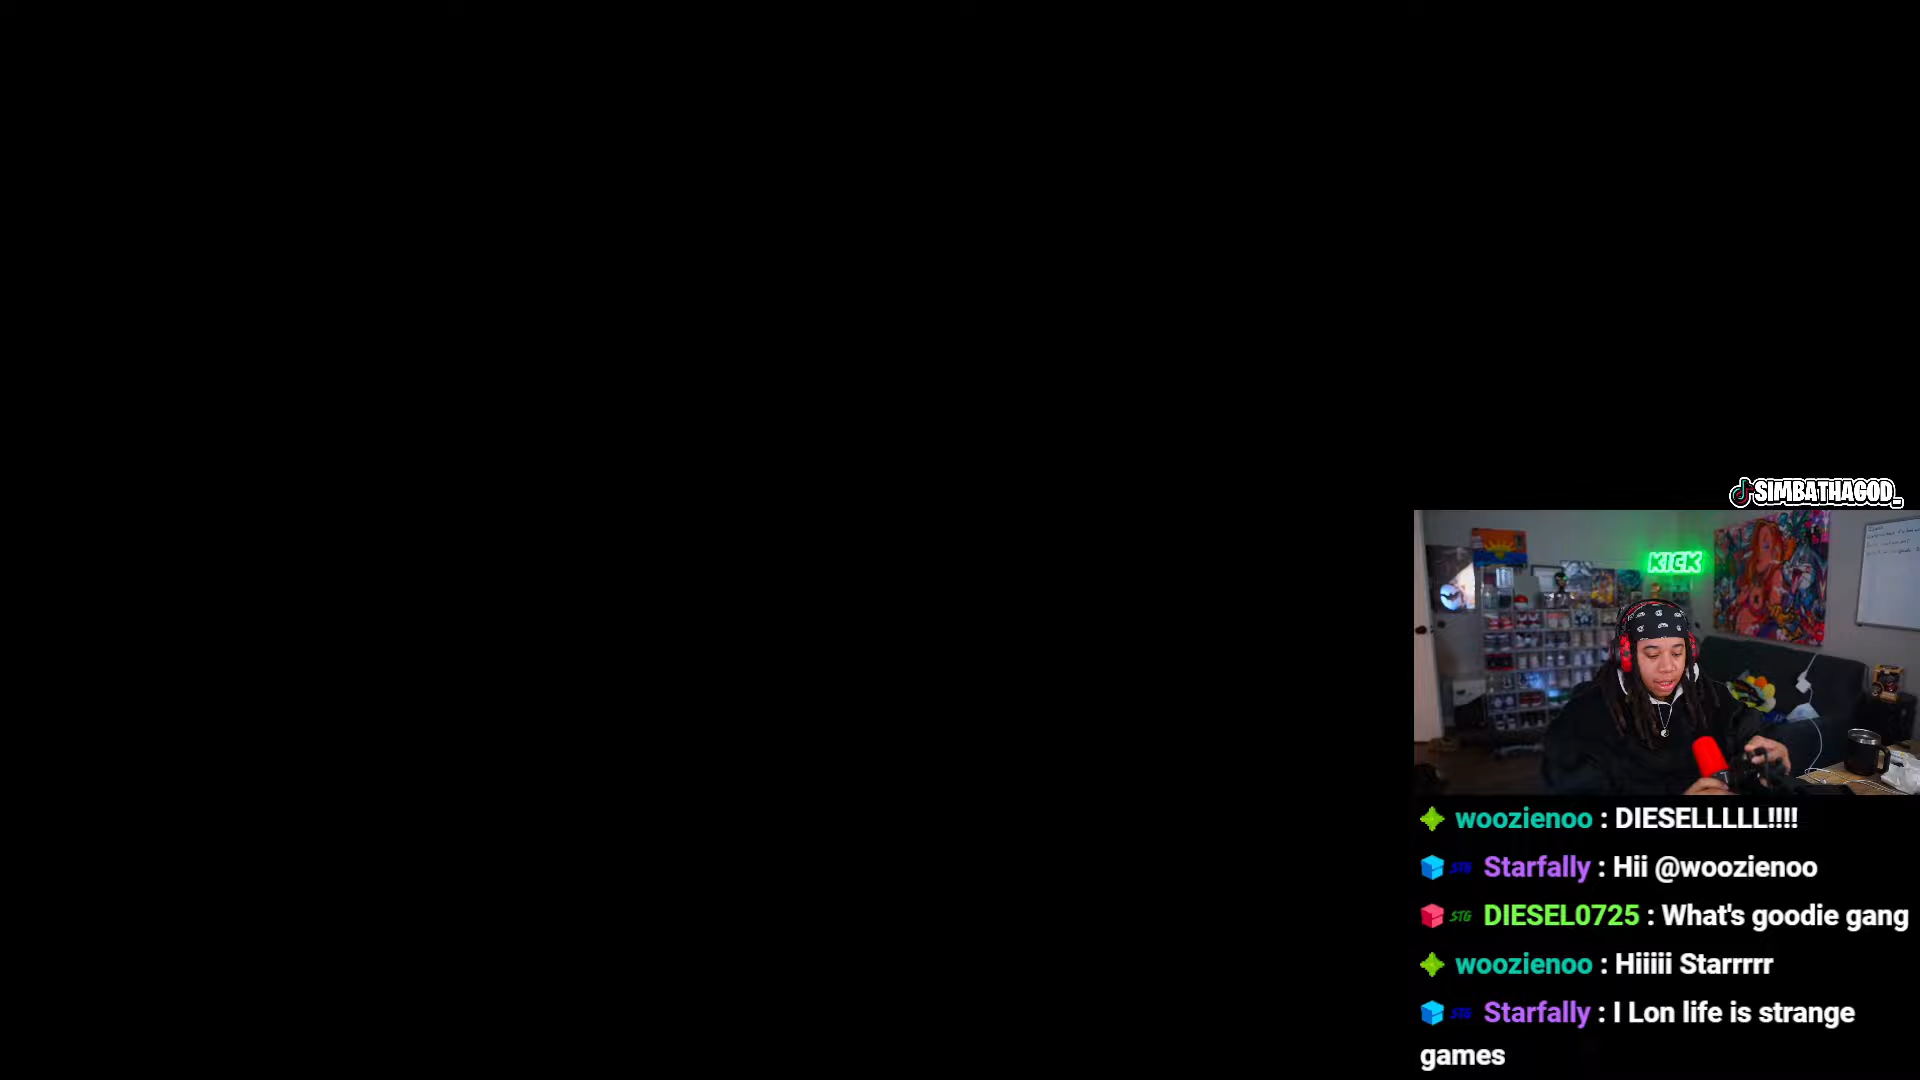 SIMBATHAGOD_
KICK
woozienoo : DIESELLLLL!!!!
Starfally : Hii @woozienoo
STG DIESEL0725 : What's goodie gang
woozienoo : Hiiiii Starrrrr
Starfally : I Lon life is strange
games